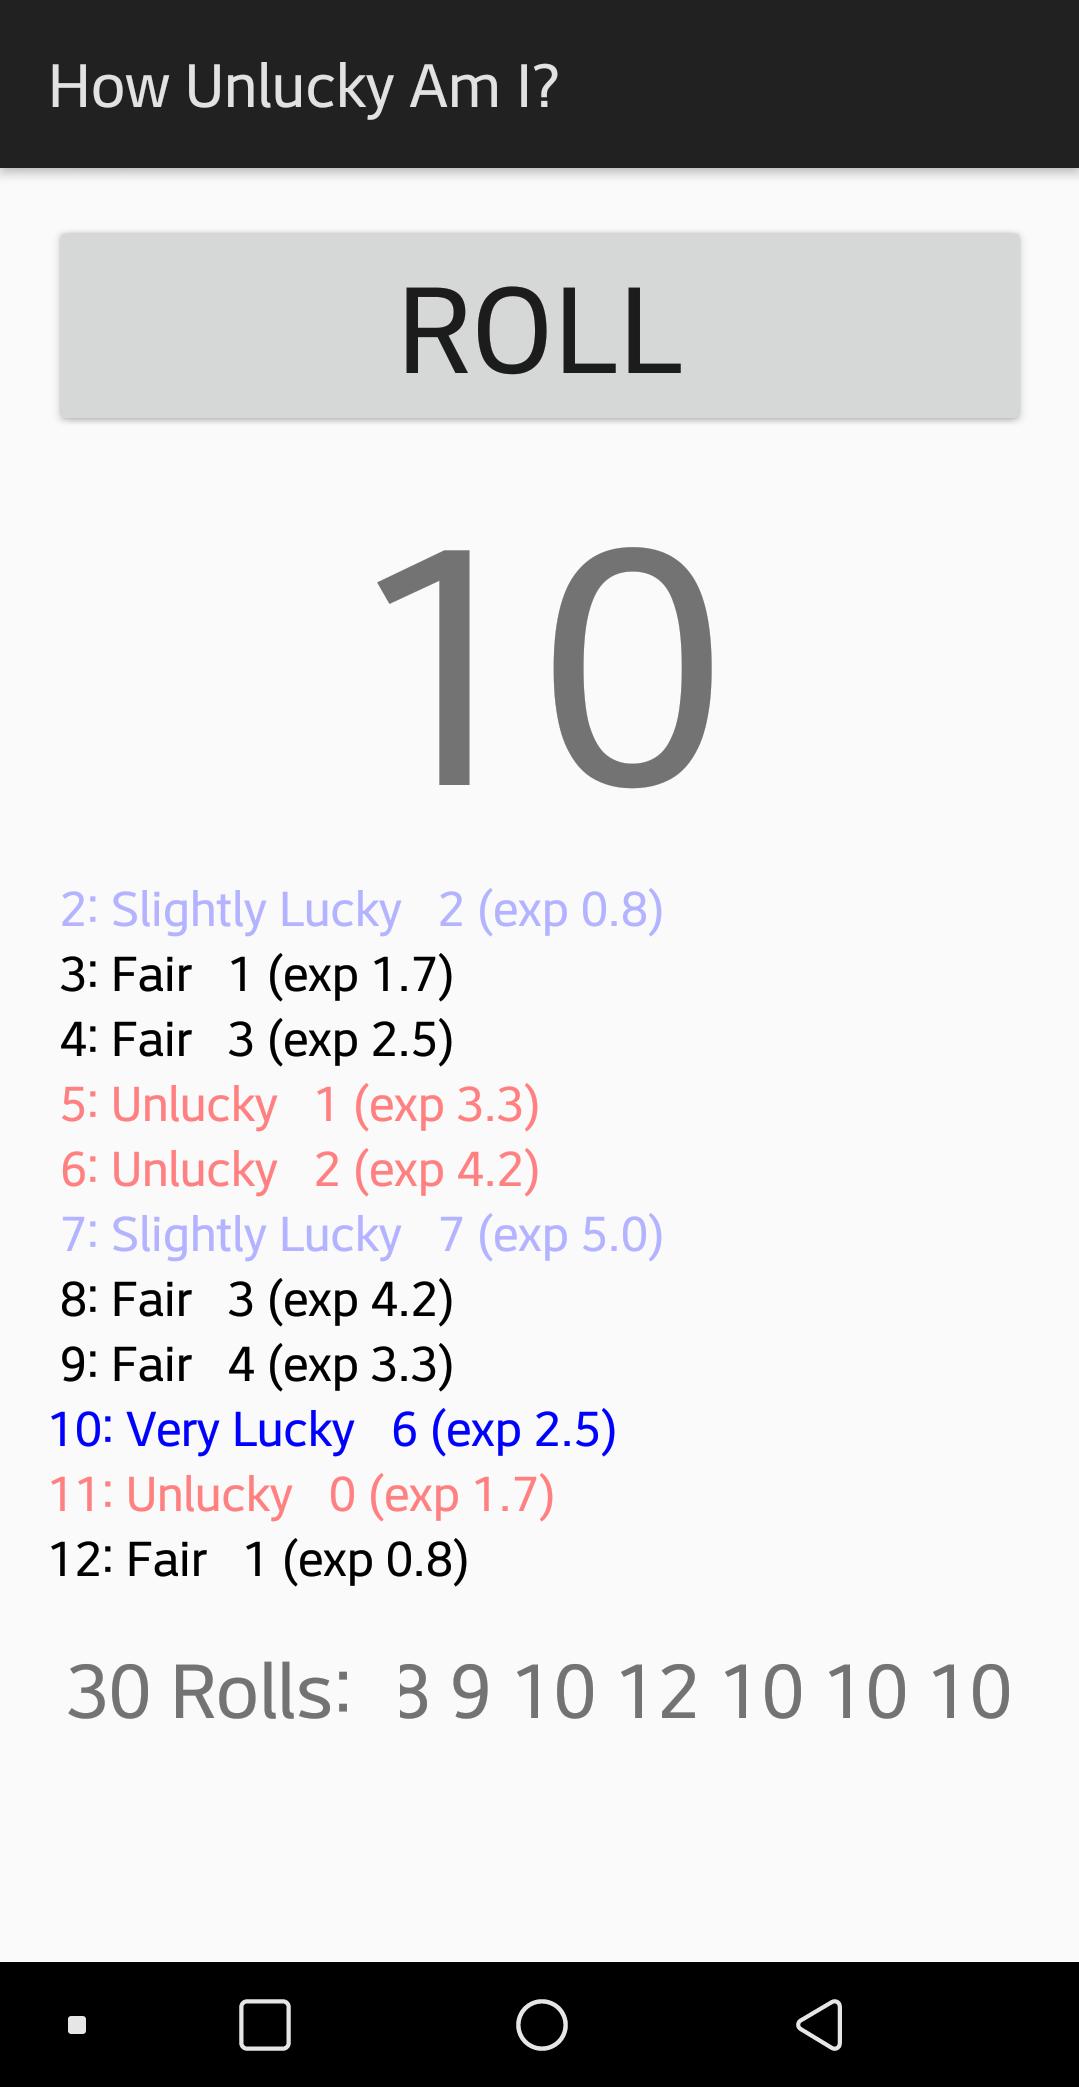 How Unlucky Am I?
ROLL
10
2: Slightly Lucky 2 (exp 0.8)
3: Fair 1 (exp 1.7)
4: Fair 3 (exp 2.5)
5: Unlucky 1 (exp 3.3)
6: Unlucky 2 (exp 4.2)
7: Slightly Lucky 7 (exp 5.0)
8: Fair 3 (exp 4.2)
9: Fair 4 (exp 3.3)
10: Very Lucky 6 (exp 2.5)
11: Unlucky 0 (exp 1.7)
12: Fair 1 (exp 0.8)
30 Rolls: 9 10 12 10 10 10